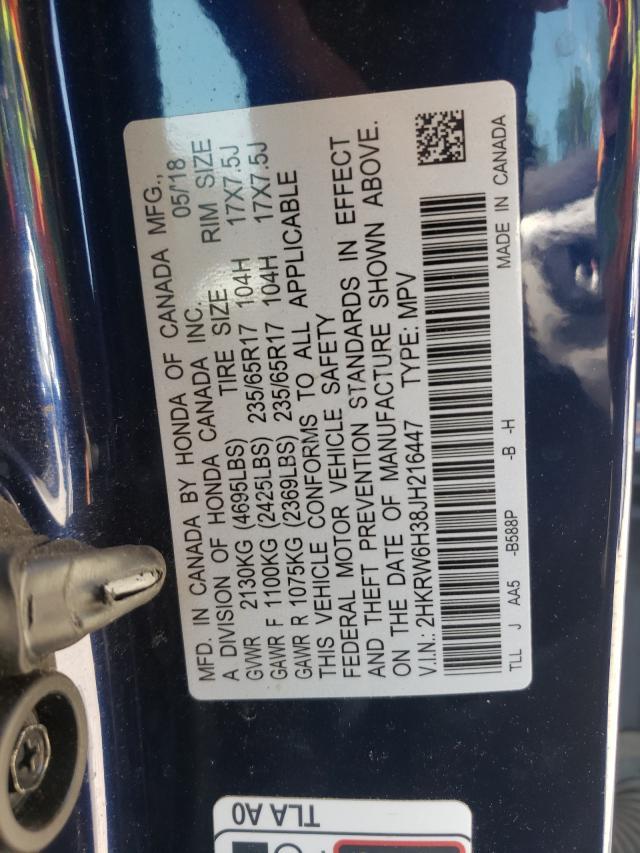 MFD. IN CANADA BY HONDA OF CANADA MFG.,
A DIVISION OF HONDA CANADA INC. 05/18
TIRE SIZE RIM SIZE
GVWR 2130KG (4695LBS)
GAWR F 1100KG (2425LBS) 235/65R17 104H 17X7.5J
GAWR R 1075KG (2369LBS) 235/65R17 104H 17X7.5J
THIS VEHICLE CONFORMS TO ALL APPLICABLE
FEDERAL MOTOR VEHICLE SAFETY
AND THEFT PREVENTION STANDARDS IN EFFECT
ON THE DATE OF MANUFACTURE SHOWN ABOVE.
V.I.N.: 2HKRW6H38JH216447 TYPE: MPV
TLL J AA5 -B588P -B -H MADE IN CANADA
TLA A0